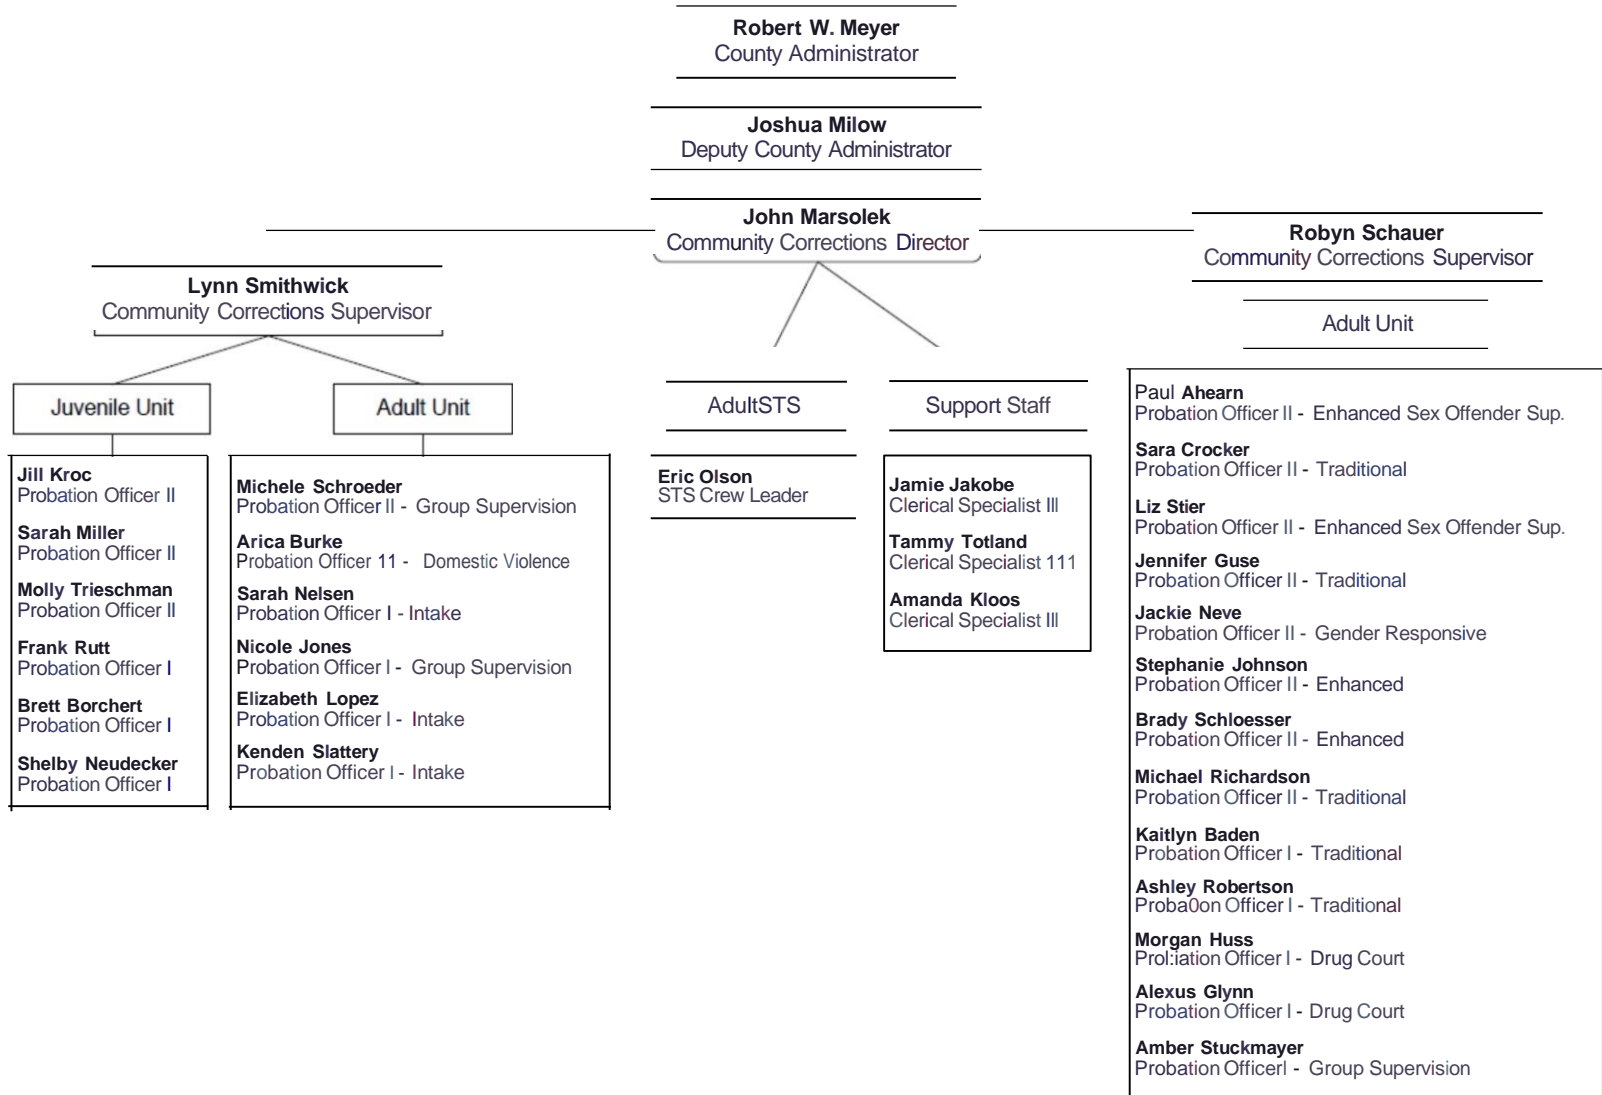 Robert W. Meyer
County Administrator
Joshua Milow
Deputy County Administrator
John Marsolek
Community Corrections Director
Robyn Schauer
Community Corrections Supervisor
Adult Unit
Lynn Smithwick
Community Corrections Supervisor
Juvenile Unit
Adult Unit
AdultSTS
Support Staff
Jill Kroc
Probation Officer II
Sarah Miller
Probation Officer II
Molly Trieschman
Probation Officer II
Frank Rutt
Probation Officer I
Brett Borchert
Probation Officer I
Shelby Neudecker
Probation Officer I
Michele Schroeder
Probation Officer II - Group Supervision
Arica Burke
Probation Officer 11 - Domestic Violence
Sarah Nelsen
Probation Officer I - Intake
Nicole Jones
Probation Officer I - Group Supervision
Elizabeth Lopez
Probation Officer I - Intake
Kenden Slattery
Probation Officer I - Intake
Eric Olson
STS Crew Leader
Jamie Jakobe
Clerical Specialist III
Tammy Totland
Clerical Specialist 111
Amanda Kloos
Clerical Specialist III
Paul Ahearn
Probation Officer II - Enhanced Sex Offender Sup.
Sara Crocker
Probation Officer II - Traditional
Liz Stier
Probation Officer II - Enhanced Sex Offender Sup.
Jennifer Guse
Probation Officer II - Traditional
Jackie Neve
Probation Officer II - Gender Responsive
Stephanie Johnson
Probation Officer II - Enhanced
Brady Schloesser
Probation Officer II - Enhanced
Michael Richardson
Probation Officer II - Traditional
Kaitlyn Baden
Probation Officer I - Traditional
Ashley Robertson
Proba0on Officer I - Traditional
Morgan Huss
Prol:iation Officer I - Drug Court
Alexus Glynn
Probation Officer I - Drug Court
Amber Stuckmayer
Probation OfficerI - Group Supervision